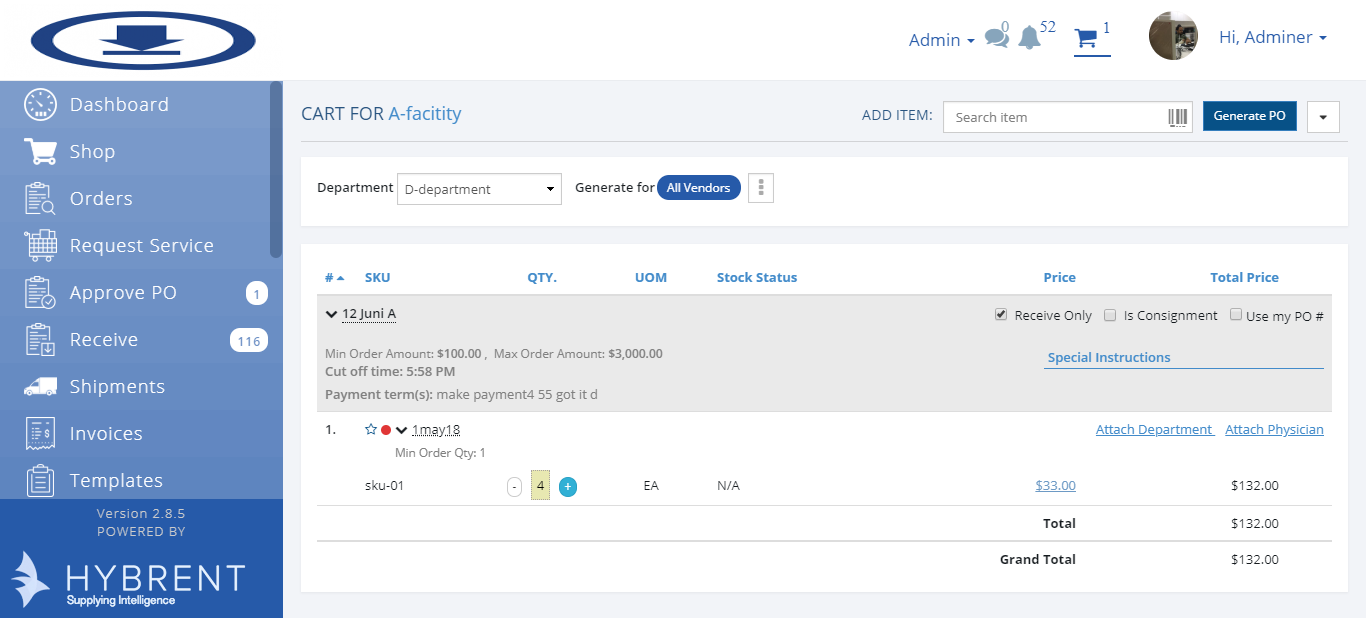 Admin 0 52 1 Hi, Adminer
Dashboard
Shop
Orders
Request Service
Approve PO 1
Receive 116
Shipments
Invoices
Templates
Version 2.8.5
POWERED BY
HYBRENT
Supplying Intelligence
CART FOR A-facitity ADD ITEM: Search item Generate PO
Department D-department Generate for All Vendors
# SKU QTY. UOM Stock Status Price Total Price
12 Juni A Receive Only Is Consignment Use my PO #
Min Order Amount: $100.00 , Max Order Amount: $3,000.00
Special Instructions
Cut off time: 5:58 PM
Payment term(s): make payment4 55 got it d
1. 1may18 Attach Department Attach Physician
Min Order Qty: 1
sku-01 - 4 + EA N/A $33.00 $132.00
Total $132.00
Grand Total $132.00